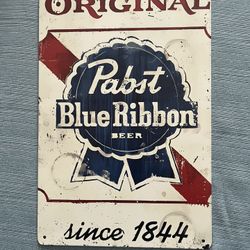 ORIGINAL
Pabst
Blue Ribbon
BEER
since 1844